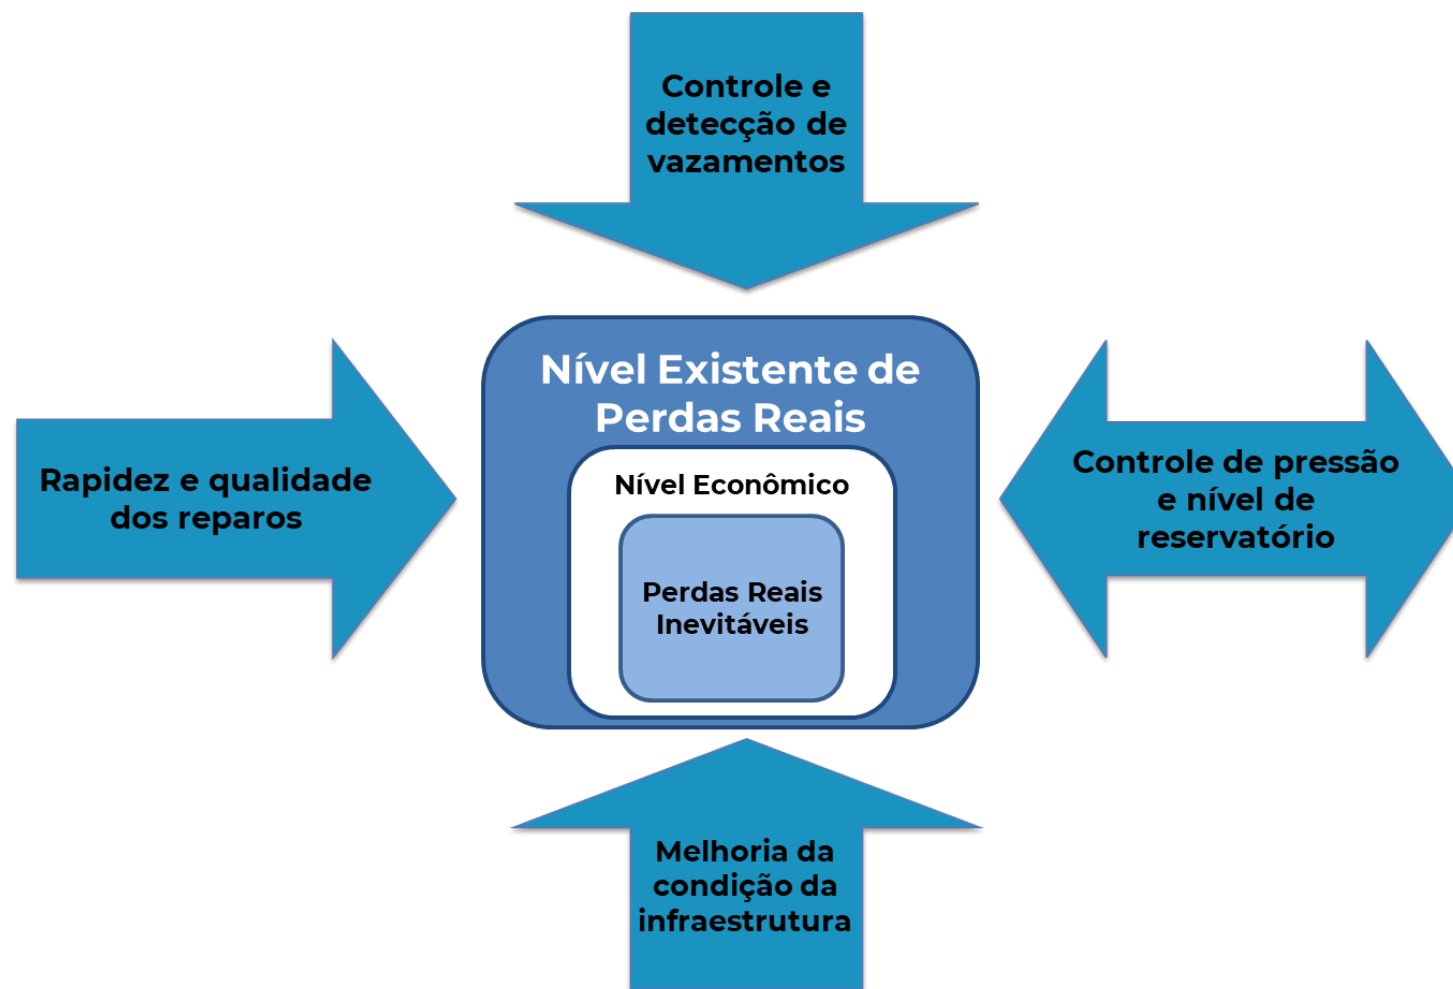 Controle e
detecção de
vazamentos
Nível Existente de
Perdas Reais
Rapidez e qualidade
dos reparos
Nível Econômico
Perdas Reais
Inevitáveis
Controle de pressão
e nível de
reservatório
Melhoria da
condição da
infraestrutura